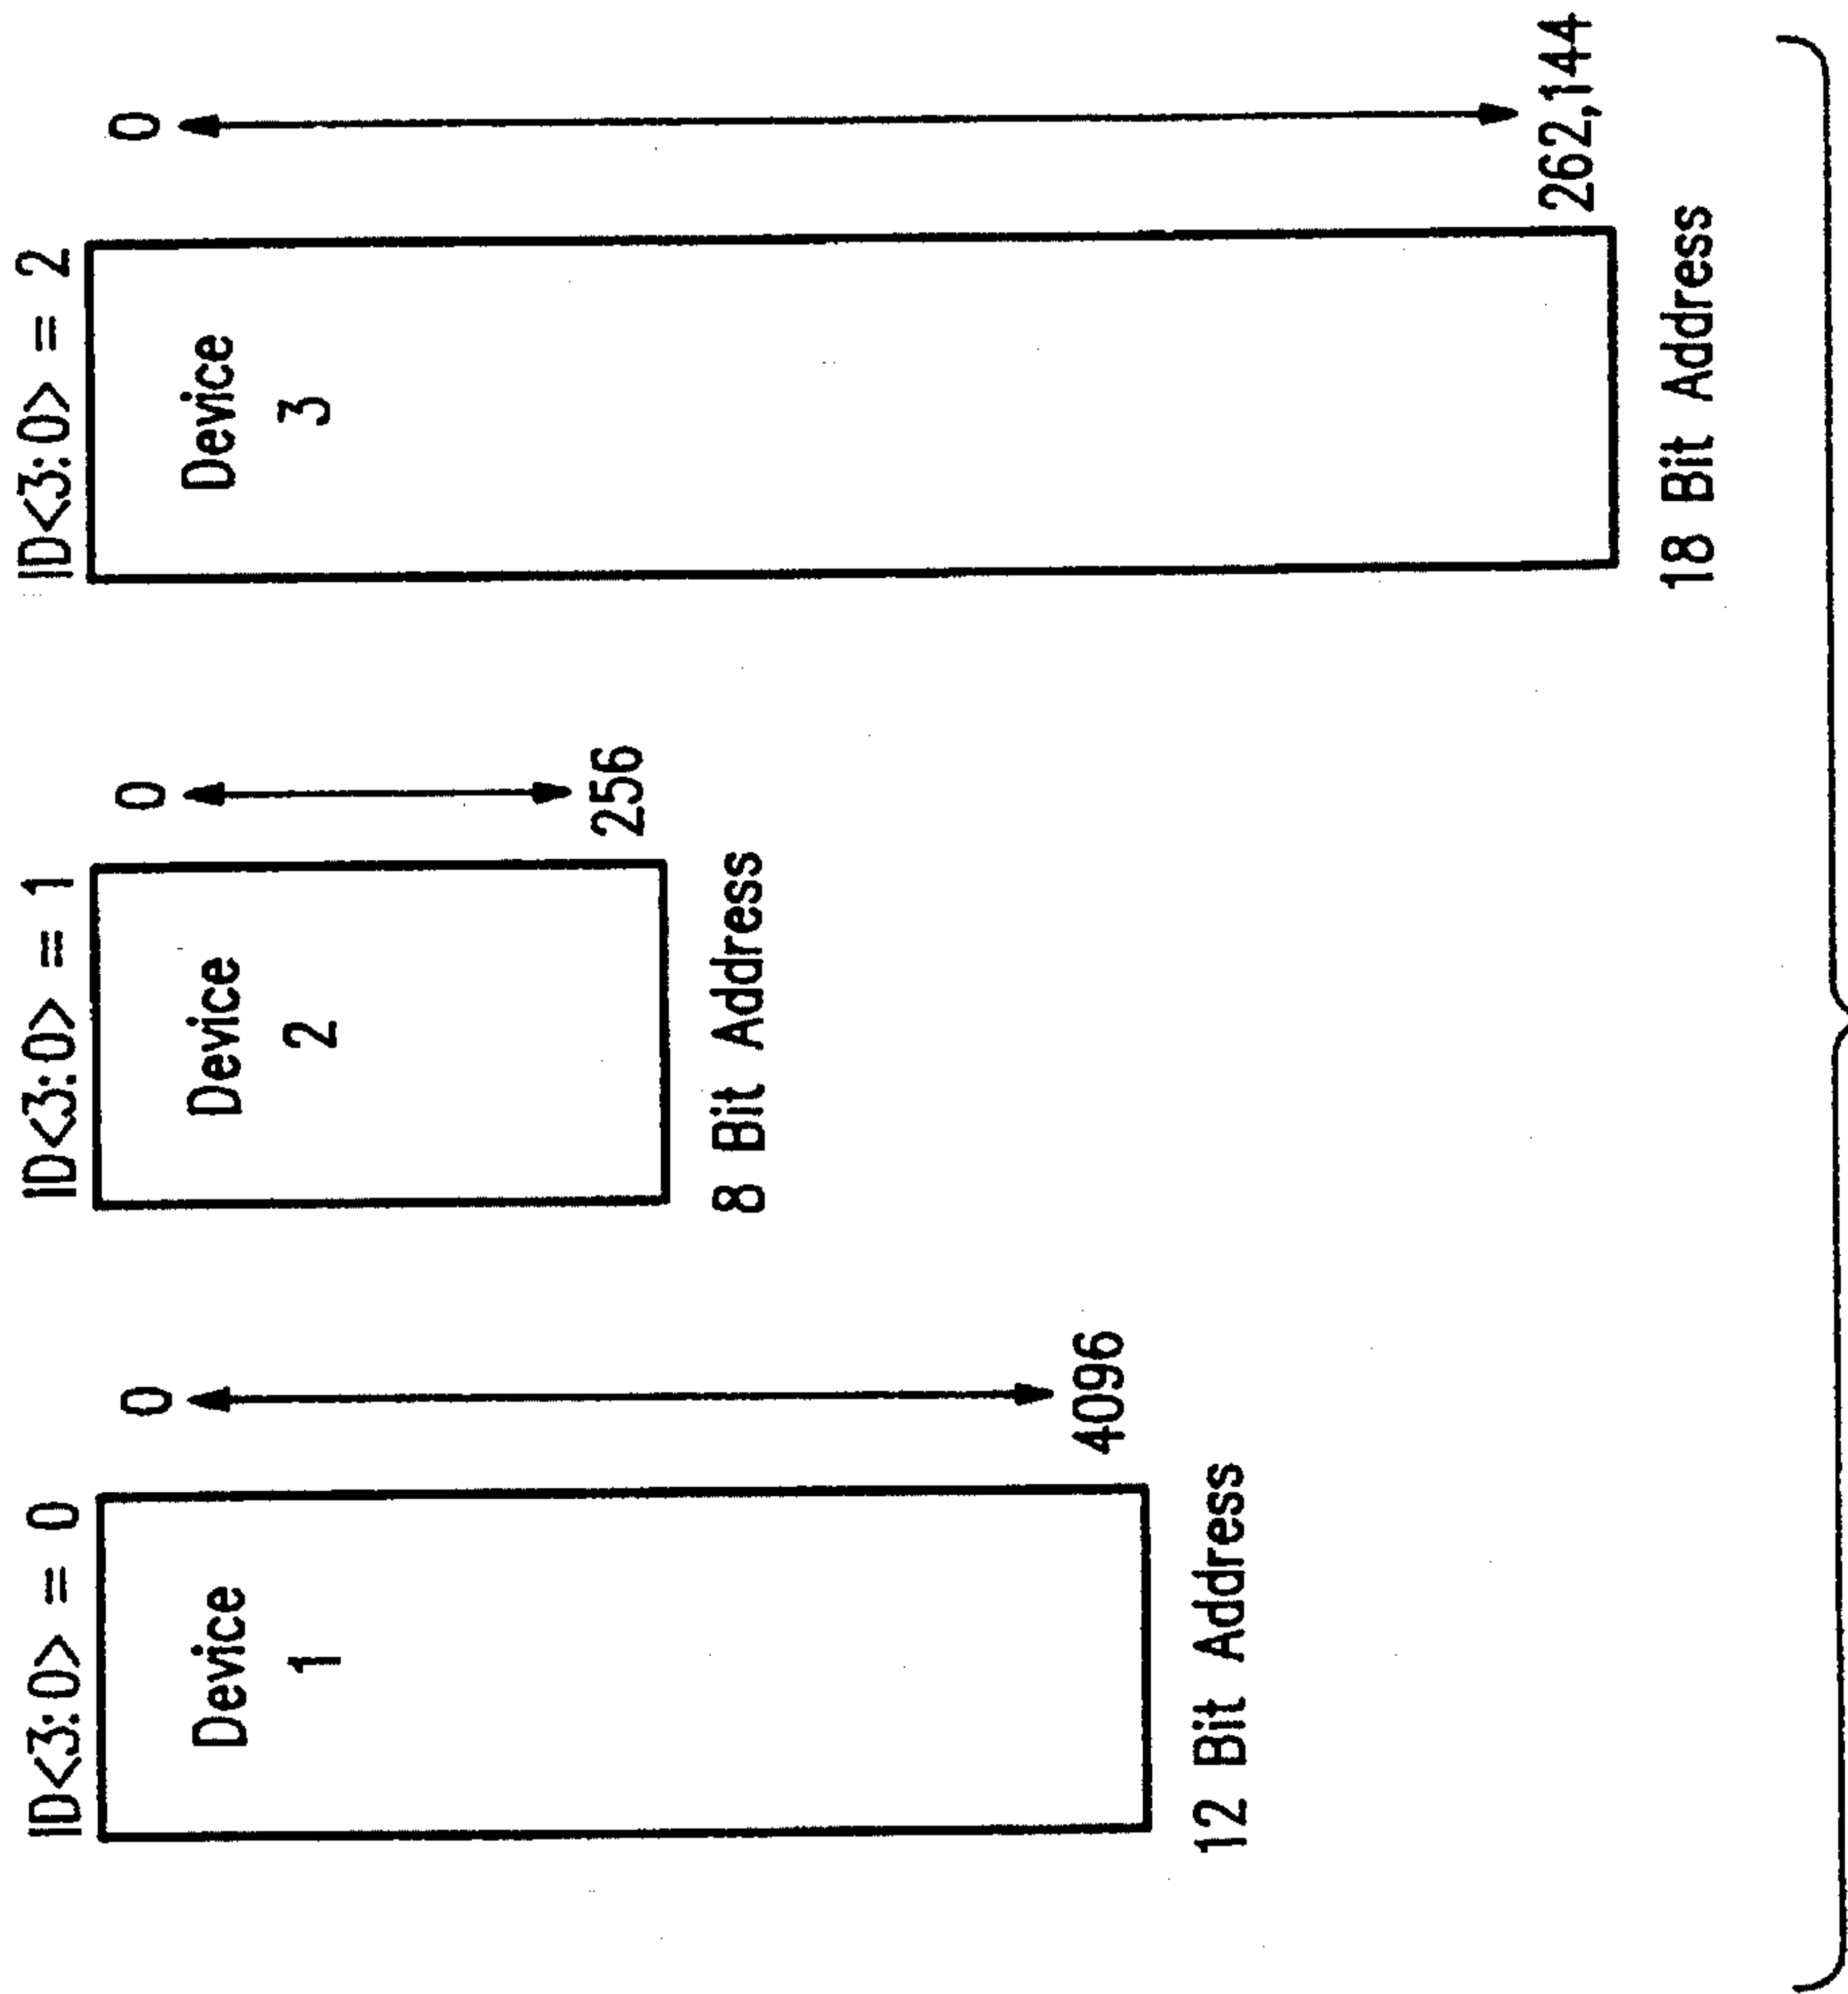 ID<3:0> = 0
Device
1
0
4096
12 Bit Address
ID<3:0> = 1
Device
2
0
256
8 Bit Address
ID<3:0> = 2
Device
3
0
262,144
18 Bit Address